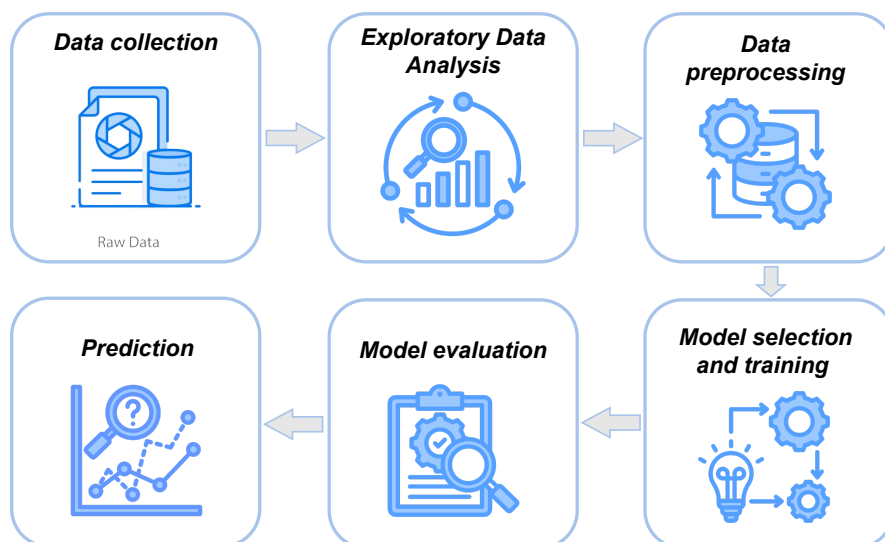 Data collection
Raw Data
Exploratory Data
Analysis
Data
preprocessing
Model selection
and training
Model evaluation
Prediction
?